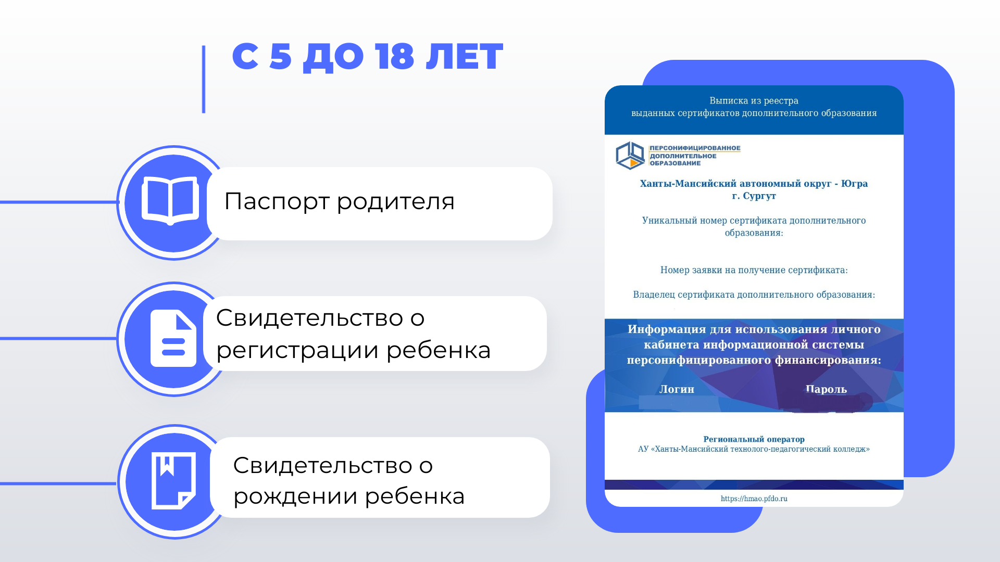 С 5 ДО 18 ЛЕТ
Паспорт родителя
Свидетельство о
регистрации ребенка
Свидетельство о
рождении ребенка
Выписка из реестра
выданных сертификатов дополнительного образования
ПЕРСОНИФИЦИРОВАННОЕ
ДОПОЛНИТЕЛЬНОЕ
ОБРАЗОВАНИЕ
Ханты-Мансийский автономный округ - Югра
г. Сургут
Уникальный номер сертификата дополнительного
образования:
Номер заявки на получение сертификата:
Владелец сертификата дополнительного образования:
Информация для использования личного
кабинета информационной системы
персонифицированного финансирования:
Логин Пароль
Региональный оператор
АУ «Ханты-Мансийский технолого-педагогический колледж»
https://hmao.pfdo.ru